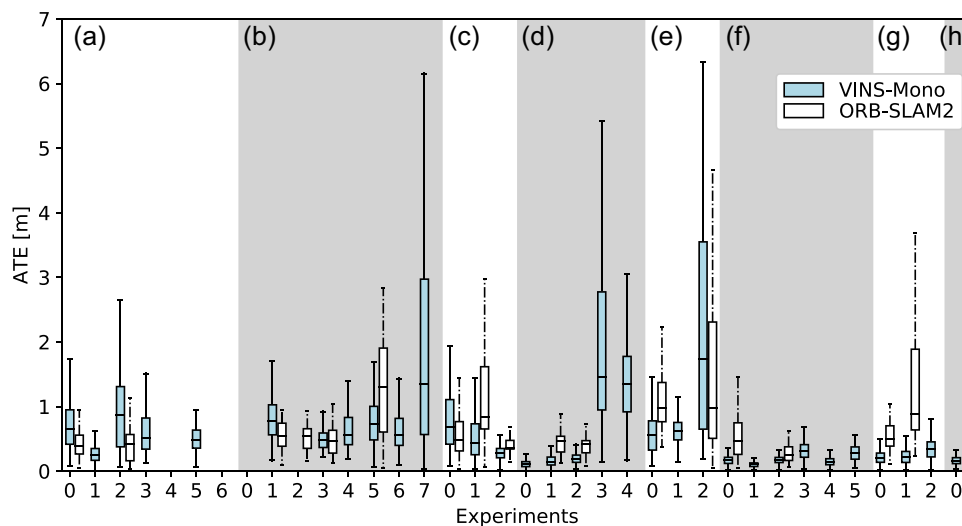 7
(a) (b) (c) (d) (e) (f) (g) (h
6
VINS-Mono
ORB-SLAM2
5
4
ATE [m]
3
2
1
0
0 1 2 3 4 5 6 0 1 2 3 4 5 6 7 0 1 2 0 1 2 3 4 0 1 2 0 1 2 3 4 5 0 1 2 0
Experiments